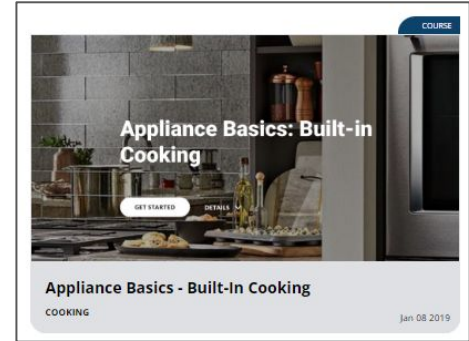 COURSE
Appliance Basics: Built-in
Cooking
GET STARTED DETAILS
Appliance Basics - Built-In Cooking
COOKING
Jan 08 2019